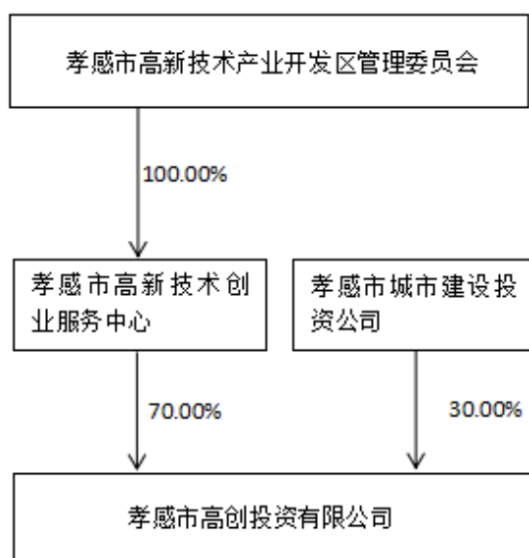 孝感市高新技术产业开发区管理委员会
100.00%
孝感市高新技术创
业服务中心
孝感市城市建设投
资公司
70.00%
30.00%
孝感市高创投资有限公司